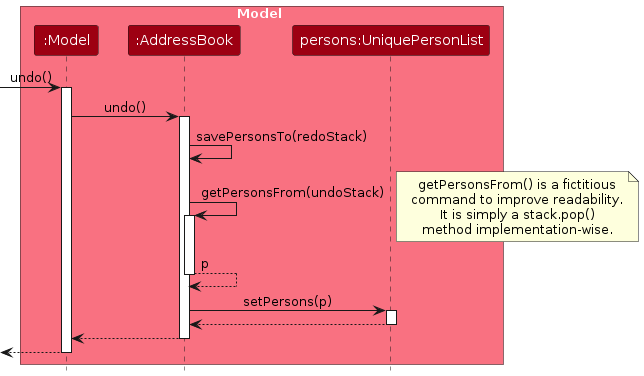 Model
:Model
:AddressBook
persons:UniquePersonList
undo()
undo()
savePersonsTo(redoStack)
getPersonsFrom(undoStack)
getPersonsFrom() is a fictitious
command to improve readability.
It is simply a stack.pop()
method implementation-wise.
p
setPersons(p)